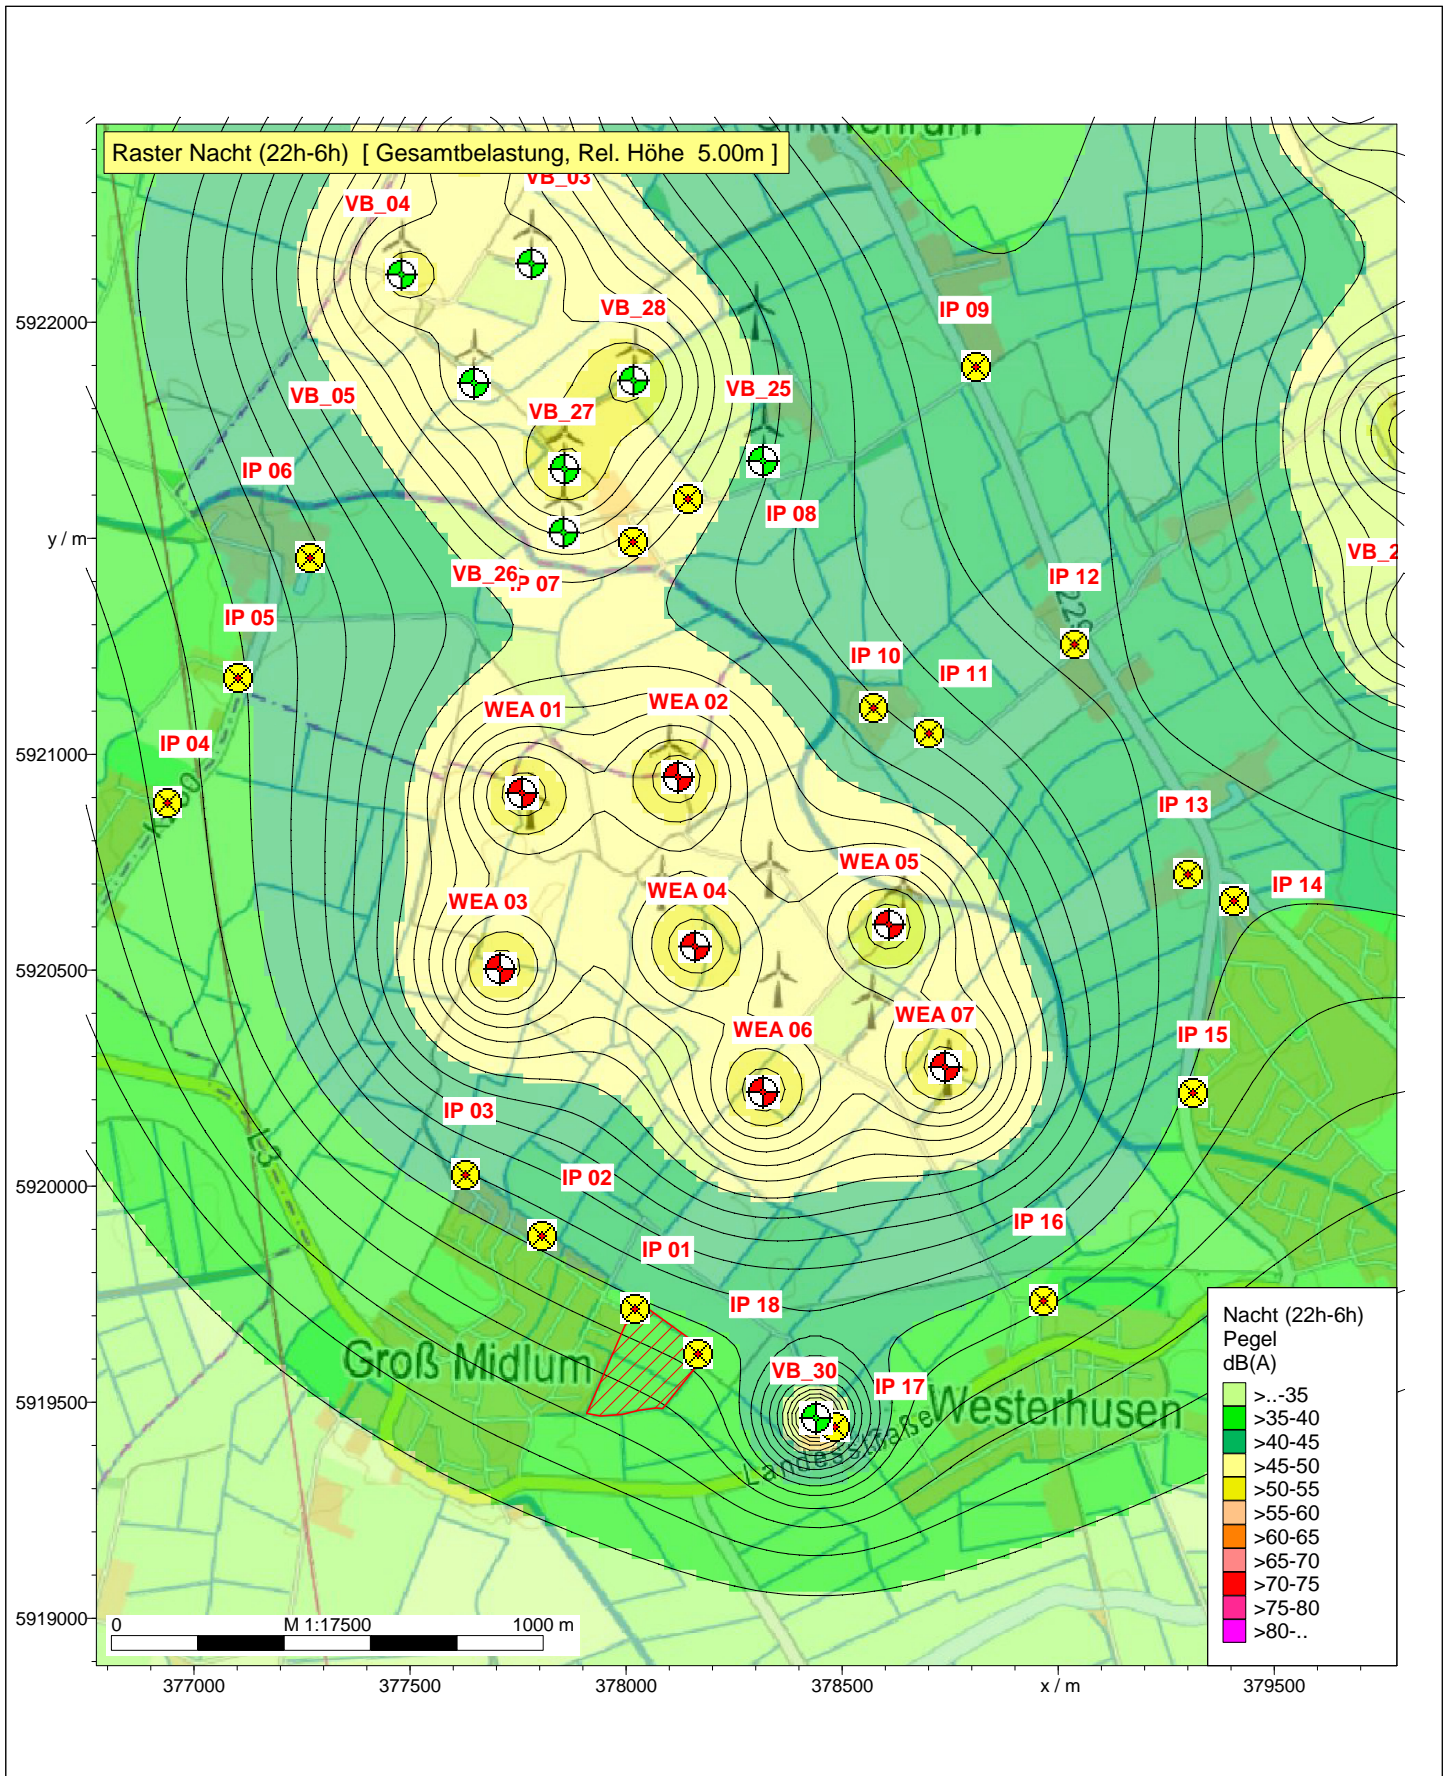 Raster Nacht (22h-6h) [ Gesamtbelastung, Rel. Höhe 5.00m ]
VB_03
VB_04
VB_28
IP 09
5922000
VB_25
VB_05
VB_27
IP 06
IP 08
y / m
VB_2
VB_26
IP 07
IP 12
IP 05
IP 10
IP 11
WEA 02
WEA 01
IP 04
5921000
IP 13
WEA 05
IP 14
WEA 04
WEA 03
5920500
WEA 07
WEA 06
IP 15
IP 03
L3
5920000
IP 02
IP 16
IP 01
IP 18
Groß Midlum
VB_30
IP 17
Westerhusen
5919500
Landesstraße
Nacht (22h-6h)
Pegel
dB(A)
>..-35
>35-40
>40-45
>45-50
>50-55
>55-60
>60-65
>65-70
>70-75
>75-80
>80-..
5919000
0 M 1:17500 1000 m
377000 377500 378000 378500 x / m 379500